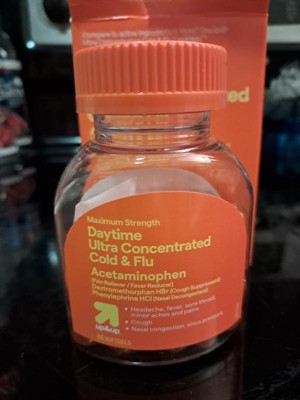 Maximum Strength
Daytime
Ultra Concentrated
Cold & Flu
Acetaminophen
(Pain Reliever / Fever Reducer)
Dextromethorphan HBr (Cough Suppressant)
Phenylephrine HCl (Nasal Decongestant)
• Headache, fever, sore throat,
minor aches and pains
• Cough
• Nasal congestion, sinus pressure
up&up
SOFTGELS